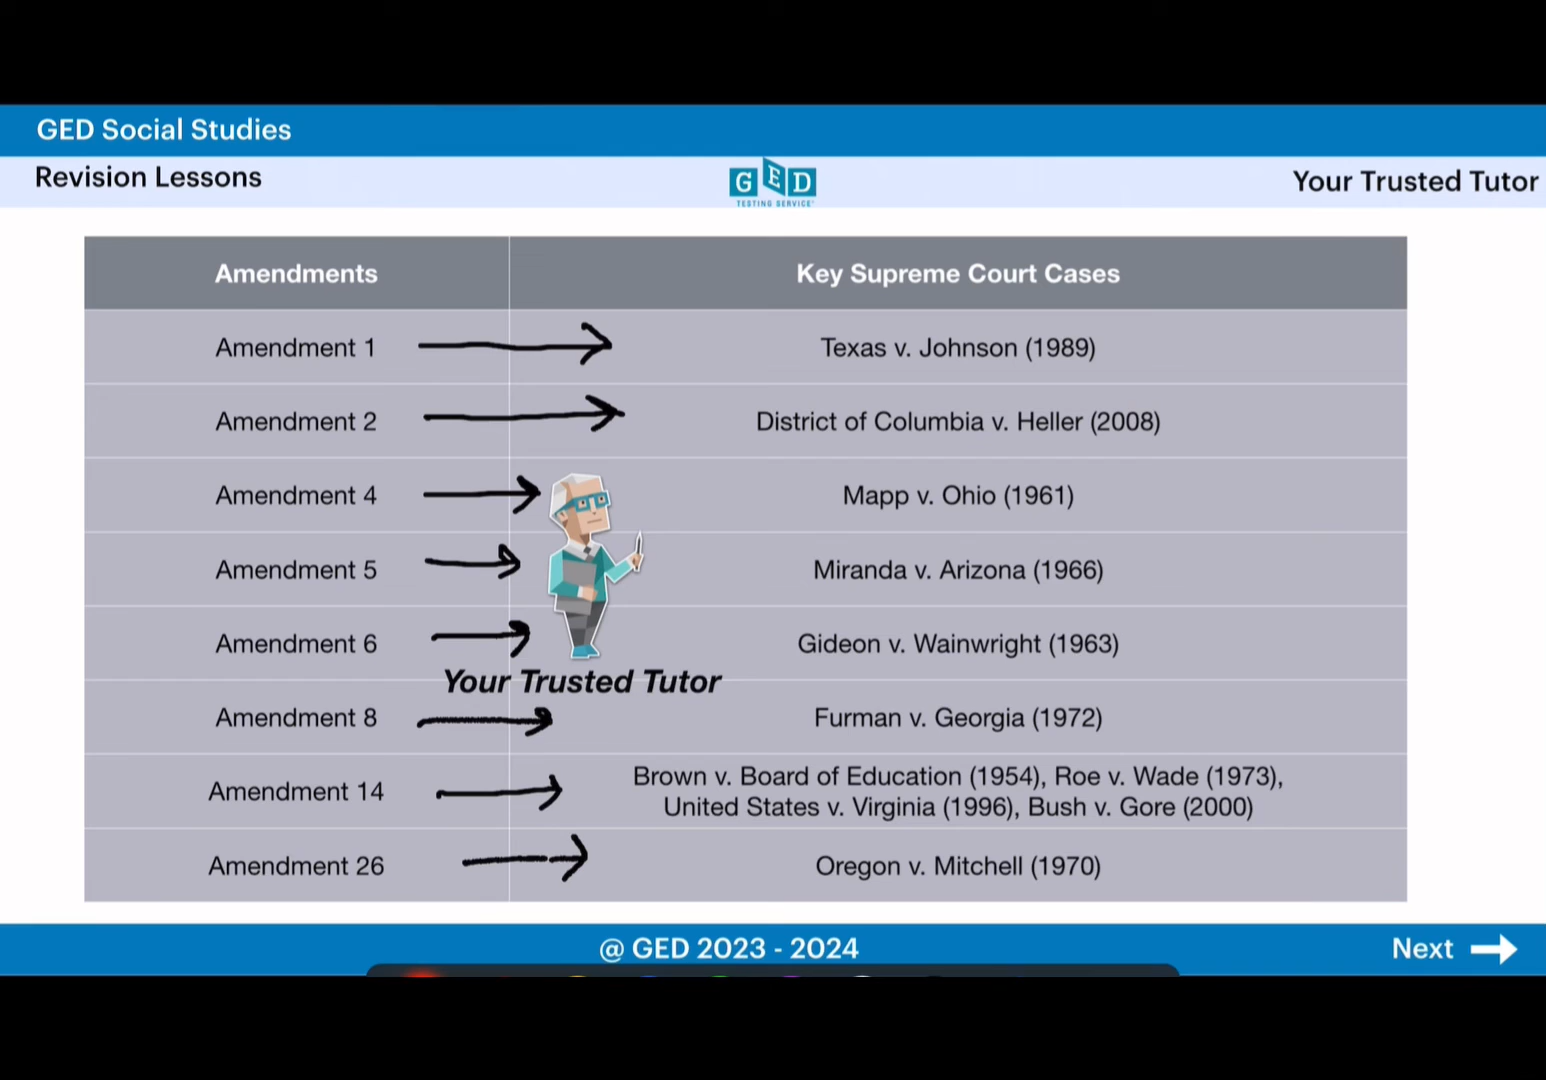 GED Social Studies
Revision Lessons
GED
TESTING SERVICE
Your Trusted Tutor
Amendments
Key Supreme Court Cases
Amendment 1
Texas v. Johnson (1989)
Amendment 2
District of Columbia v. Heller (2008)
Amendment 4
Mapp v. Ohio (1961)
Amendment 5
Miranda v. Arizona (1966)
Amendment 6
Gideon v. Wainwright (1963)
Your Trusted Tutor
Amendment 8
Furman v. Georgia (1972)
Amendment 14
Brown v. Board of Education (1954), Roe v. Wade (1973),
United States v. Virginia (1996), Bush v. Gore (2000)
Amendment 26
Oregon v. Mitchell (1970)
@ GED 2023 - 2024
Next